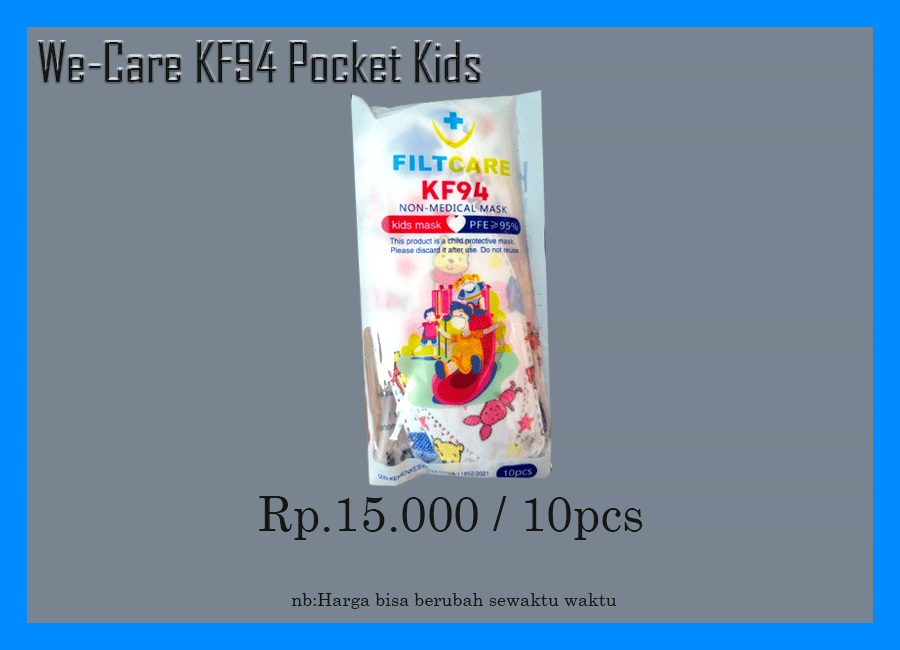 We-Care KF94 Pocket Kids
FILTCARE
KF94
NON-MEDICAL MASK
kids mask PFE≥95%
This product is a child protective mask.
Please discard it after use. Do not reuse
10pcs
Rp.15.000 / 10pcs
nb:Harga bisa berubah sewaktu waktu